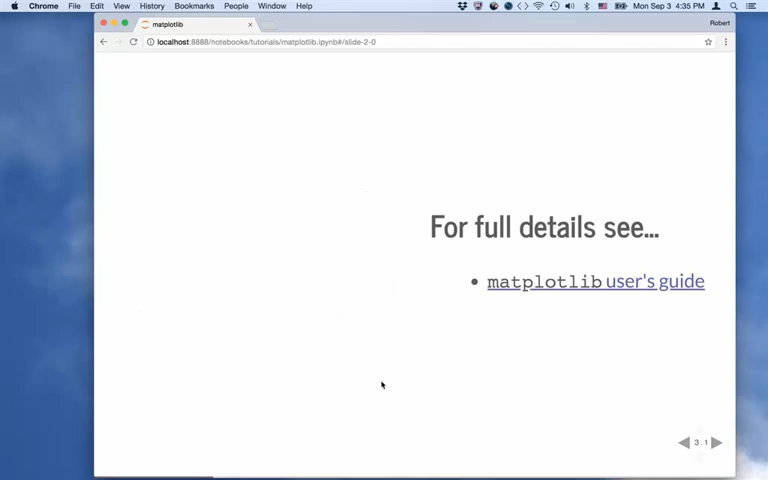 Chrome File Edit View History Bookmarks People Window Help Mon Sep 3 4:35 PM
matplotlib Robert
localhost:8888/notebooks/tutorials/matplotlib.ipynb#/slide-2-0
For full details see...
• matplotlib user's guide
3.1